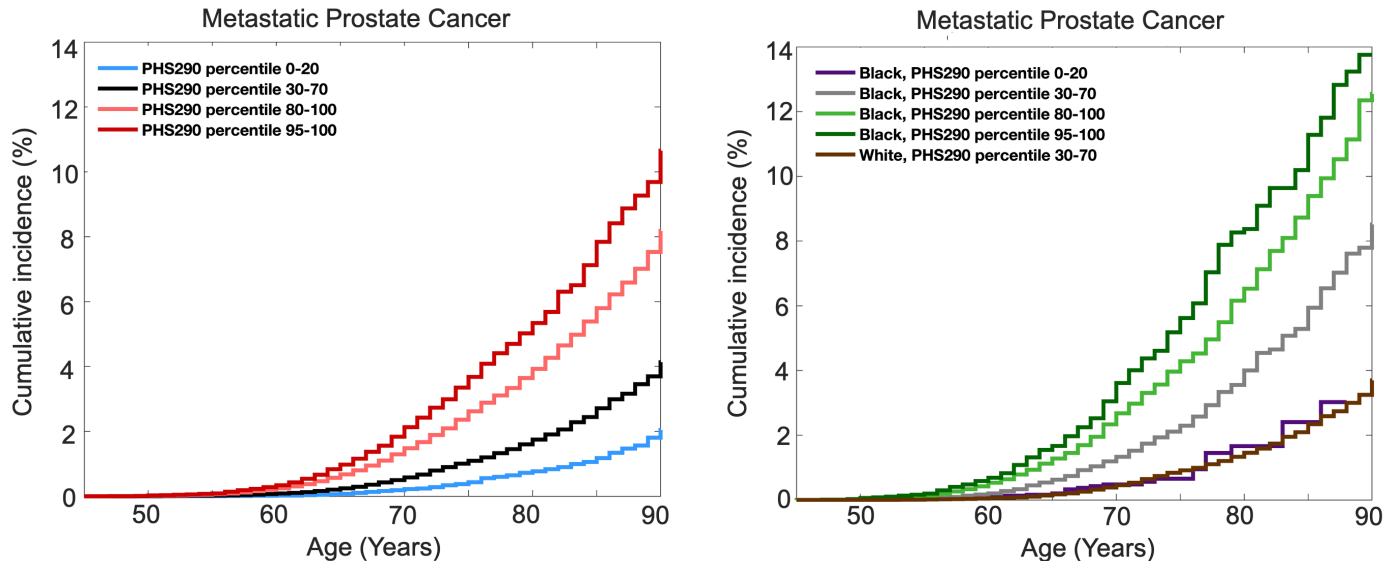 Metastatic Prostate Cancer
14
12
10
8
6
4
2
0
Cumulative incidence (%)
PHS290 percentile 0-20
PHS290 percentile 30-70
PHS290 percentile 80-100
PHS290 percentile 95-100
50
60
70
80
90
Age (Years)
Metastatic Prostate Cancer
14
12
10
8
6
4
2
0
Cumulative incidence (%)
Black, PHS290 percentile 0-20
Black, PHS290 percentile 30-70
Black, PHS290 percentile 80-100
Black, PHS290 percentile 95-100
White, PHS290 percentile 30-70
50
60
70
80
90
Age (Years)